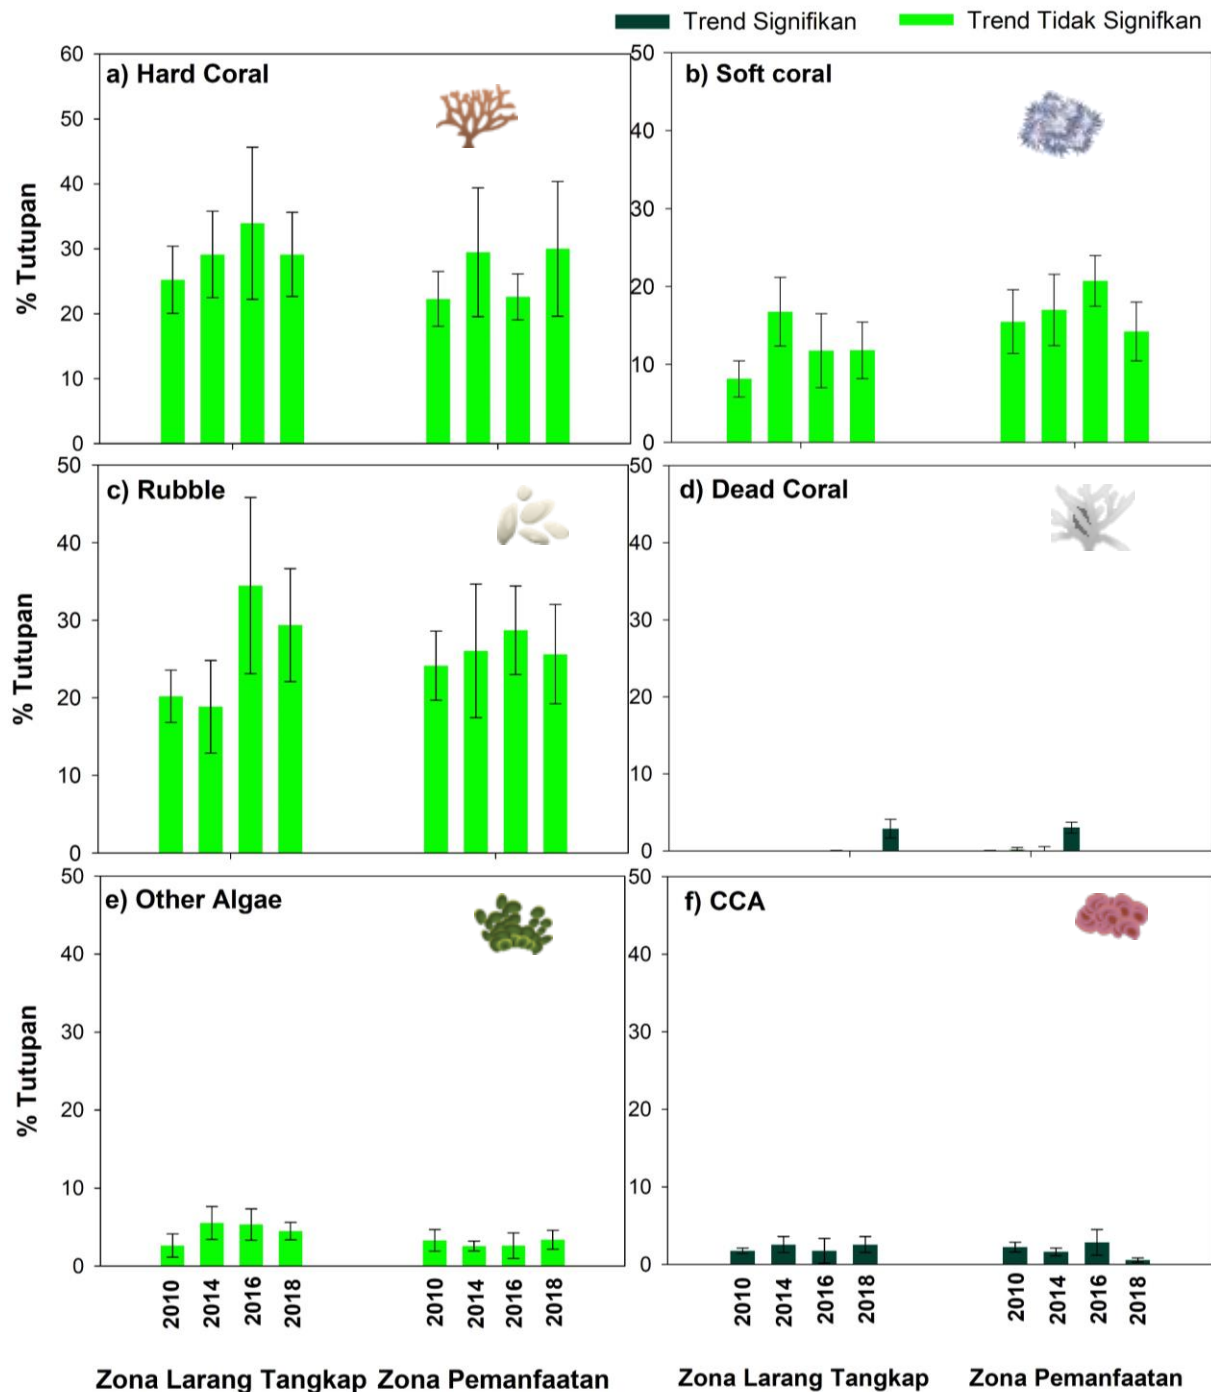 Trend Signifikan Trend Tidak Signifkan
a) Hard Coral
% Tutupan
60
50
40
30
20
10
0
b) Soft coral
50
40
30
20
10
0
c) Rubble
% Tutupan
50
40
30
20
10
0
d) Dead Coral
50
40
30
20
10
0
e) Other Algae
% Tutupan
50
40
30
20
10
0
2010 2014 2016 2018 2010 2014 2016 2018
Zona Larang Tangkap Zona Pemanfaatan
f) CCA
50
40
30
20
10
0
2010 2014 2016 2018 2010 2014 2016 2018
Zona Larang Tangkap Zona Pemanfaatan